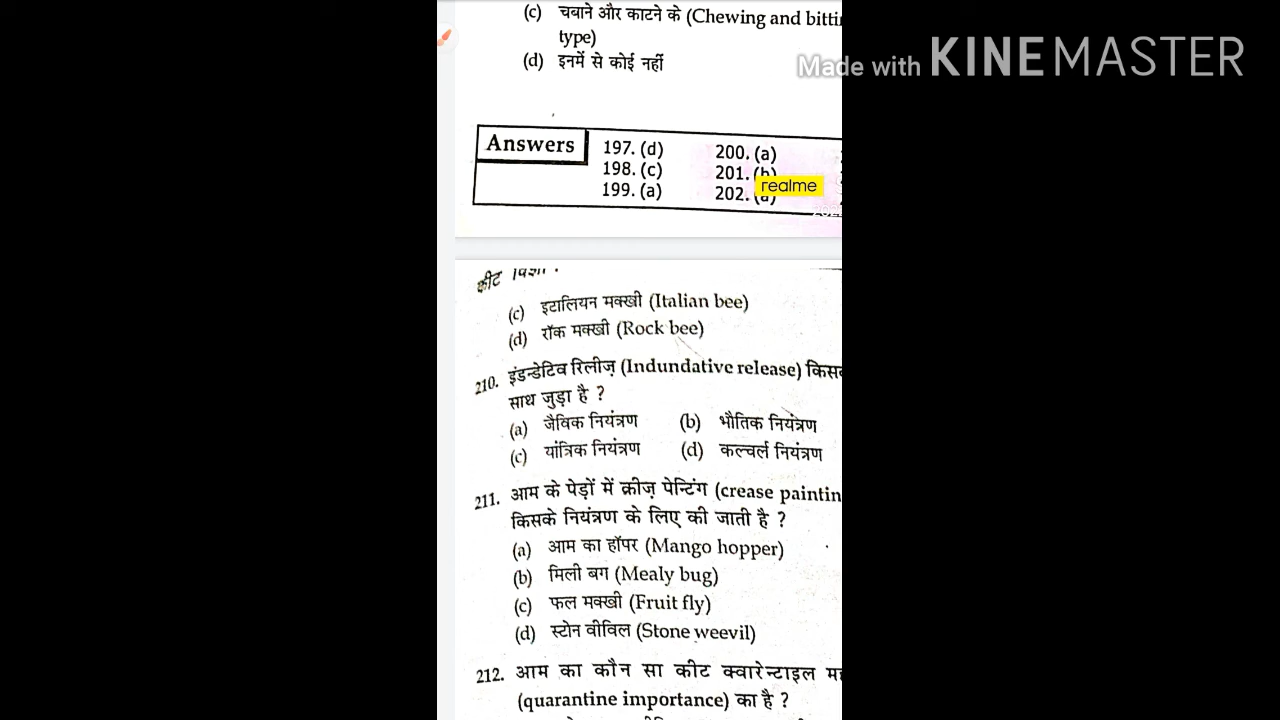 (c) चबाने और काटने के (Chewing and bitti
type)
(d) इनमें से कोई नहीं
Made with KINEMASTER
Answers
197. (d) 200. (a)
198. (c) 201. (b)
199. (a) 202.
realme
कीट
(c) इटालियन मक्खी (Italian bee)
(d) रॉक मक्खी (Rock bee)
210. इंडन्डेटिव रिलीज़ (Indundative release) किस
साथ जुड़ा है ?
(a) जैविक नियंत्रण (b) भौतिक नियंत्रण
(c) यांत्रिक नियंत्रण (d) कल्चर्ल नियंत्रण
211. आम के पेड़ों में क्रीज़ पेन्टिंग (crease paintin
किसके नियंत्रण के लिए की जाती है ?
(a) आम का हॉपर (Mango hopper)
(b) मिली बग (Mealy bug)
(c) फल मक्खी (Fruit fly)
(d) स्टोन वीविल (Stone weevil)
212. आम का कौन सा कीट क्वारेन्टाइल
(quarantine importance) का है ?